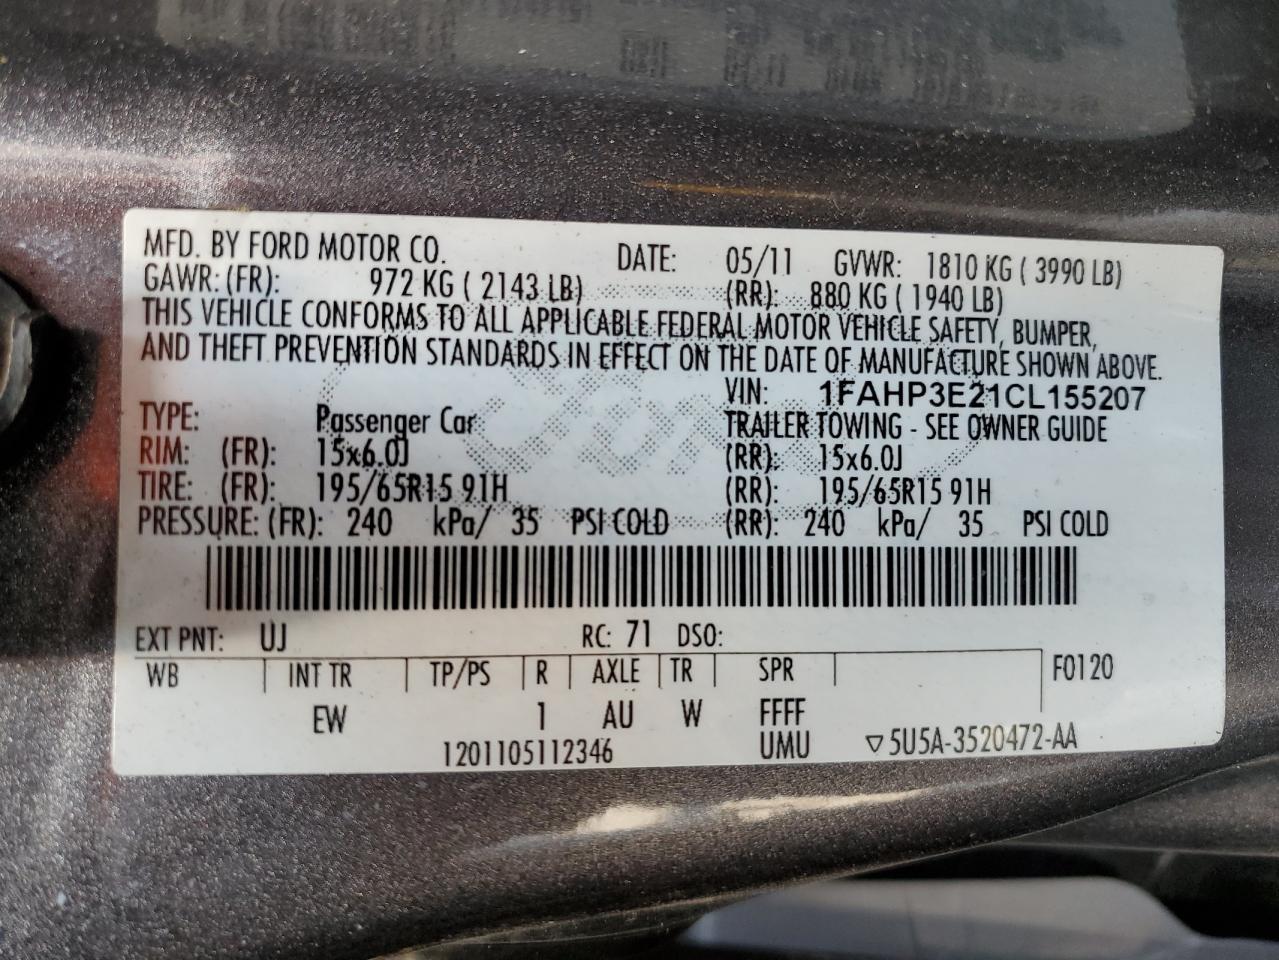 MFD. BY FORD MOTOR CO. DATE: 05/11 GVWR: 1810 KG ( 3990 LB)
GAWR: (FR): 972 KG ( 2143 LB) (RR): 880 KG ( 1940 LB)
THIS VEHICLE CONFORMS TO ALL APPLICABLE FEDERAL MOTOR VEHICLE SAFETY, BUMPER,
AND THEFT PREVENTION STANDARDS IN EFFECT ON THE DATE OF MANUFACTURE SHOWN ABOVE.
VIN: 1FAHP3E21CL155207
TYPE: Passenger Car TRAILER TOWING - SEE OWNER GUIDE
RIM: (FR): 15x6.0J (RR): 15x6.0J
TIRE: (FR): 195/65R15 91H (RR): 195/65R15 91H
PRESSURE: (FR): 240 kPa/ 35 PSI COLD (RR): 240 kPa/ 35 PSI COLD
EXT PNT: UJ RC: 71 DSO:
WB INT TR TP/PS R AXLE TR SPR F0120
EW 1 AU W FFFF
1201105112346 UMU ▽5U5A-3520472-AA